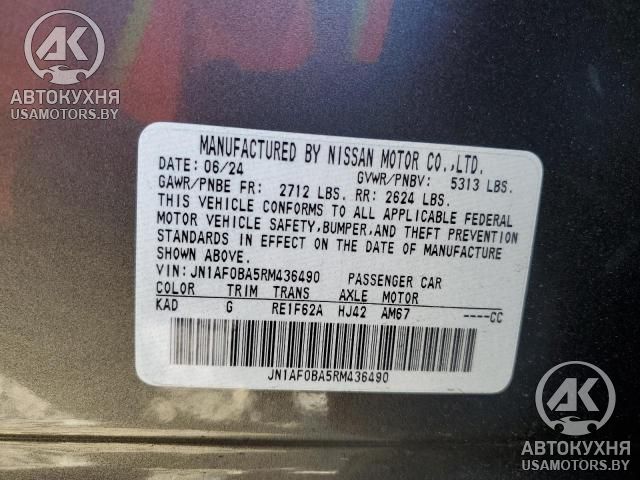 АК
АВТОКУХНЯ
USAMOTORS.BY
MANUFACTURED BY NISSAN MOTOR CO.,LTD.
DATE: 06/24 GVWR/PNBV: 5313 LBS.
GAWR/PNBE FR: 2712 LBS. RR: 2624 LBS.
THIS VEHICLE CONFORMS TO ALL APPLICABLE FEDERAL
MOTOR VEHICLE SAFETY,BUMPER,AND THEFT PREVENTION
STANDARDS IN EFFECT ON THE DATE OF MANUFACTURE
SHOWN ABOVE.
VIN: JN1AF0BA5RM436490 PASSENGER CAR
COLOR TRIM TRANS AXLE MOTOR
KAD G RE1F62A HJ42 AM67 ----CC
JN1AF0BA5RM436490
АК
АВТОКУХНЯ
USAMOTORS.BY